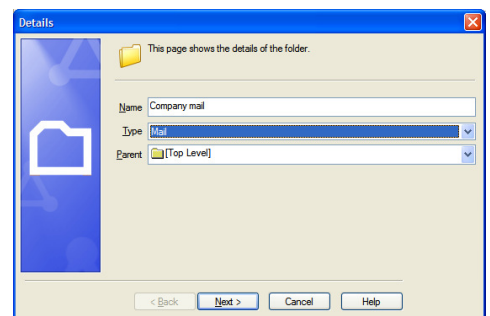 Details
This page shows the details of the folder.
Name Company mail
Type Mail
Parent [Top Level]
< Back Next > Cancel Help